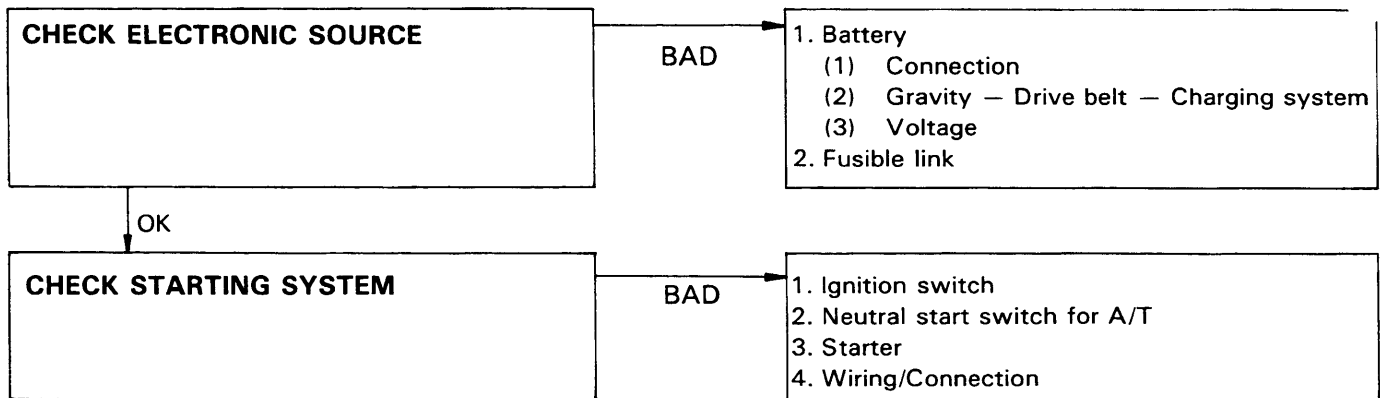 CHECK ELECTRONIC SOURCE
BAD
1. Battery
(1) Connection
(2) Gravity — Drive belt — Charging system
(3) Voltage
2. Fusible link
OK
CHECK STARTING SYSTEM
BAD
1. Ignition switch
2. Neutral start switch for A/T
3. Starter
4. Wiring/Connection